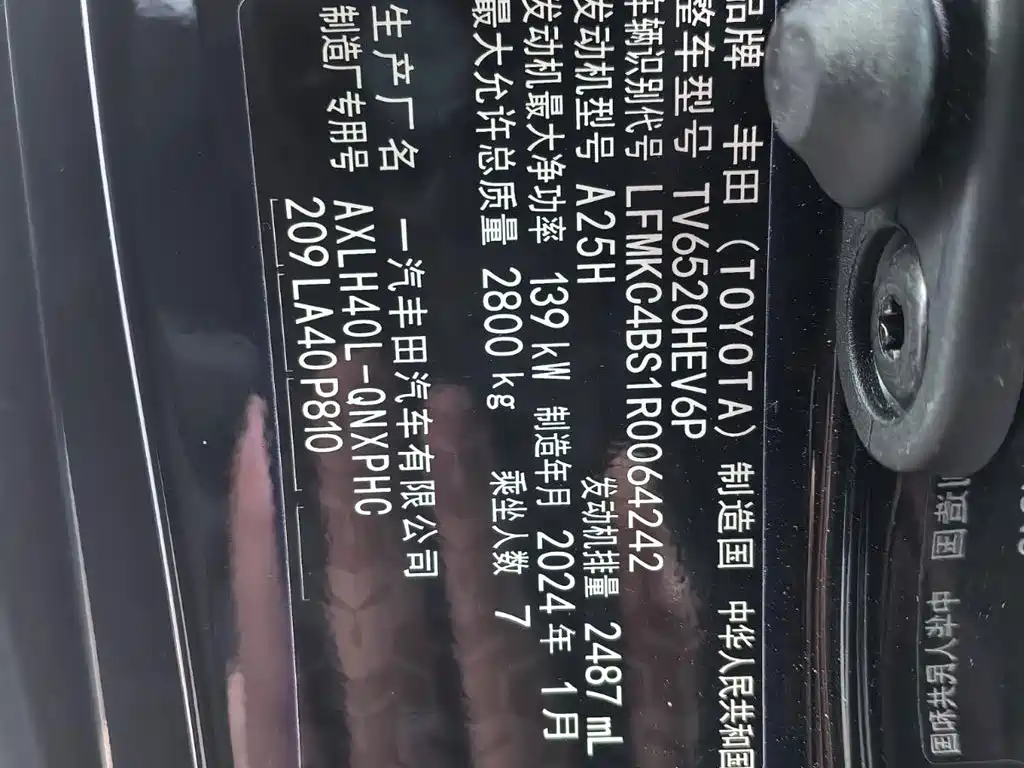 品牌 丰田 (TOYOTA) 制造国 中华人民共和国
整车型号 TV6520HEV6P
车辆识别代号 LFMKC4BS1R0064242
发动机型号 A25H 发动机排量 2487 mL
发动机最大净功率 139 kW 制造年月 2024年 1月
最大允许总质量 2800 kg 乘坐人数 7
生产厂名 一汽丰田汽车有限公司
制造厂专用号 AXLH40L-QNXPHC
209 LA40P810